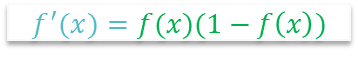 f′(x) = f(x)(1 − f(x))